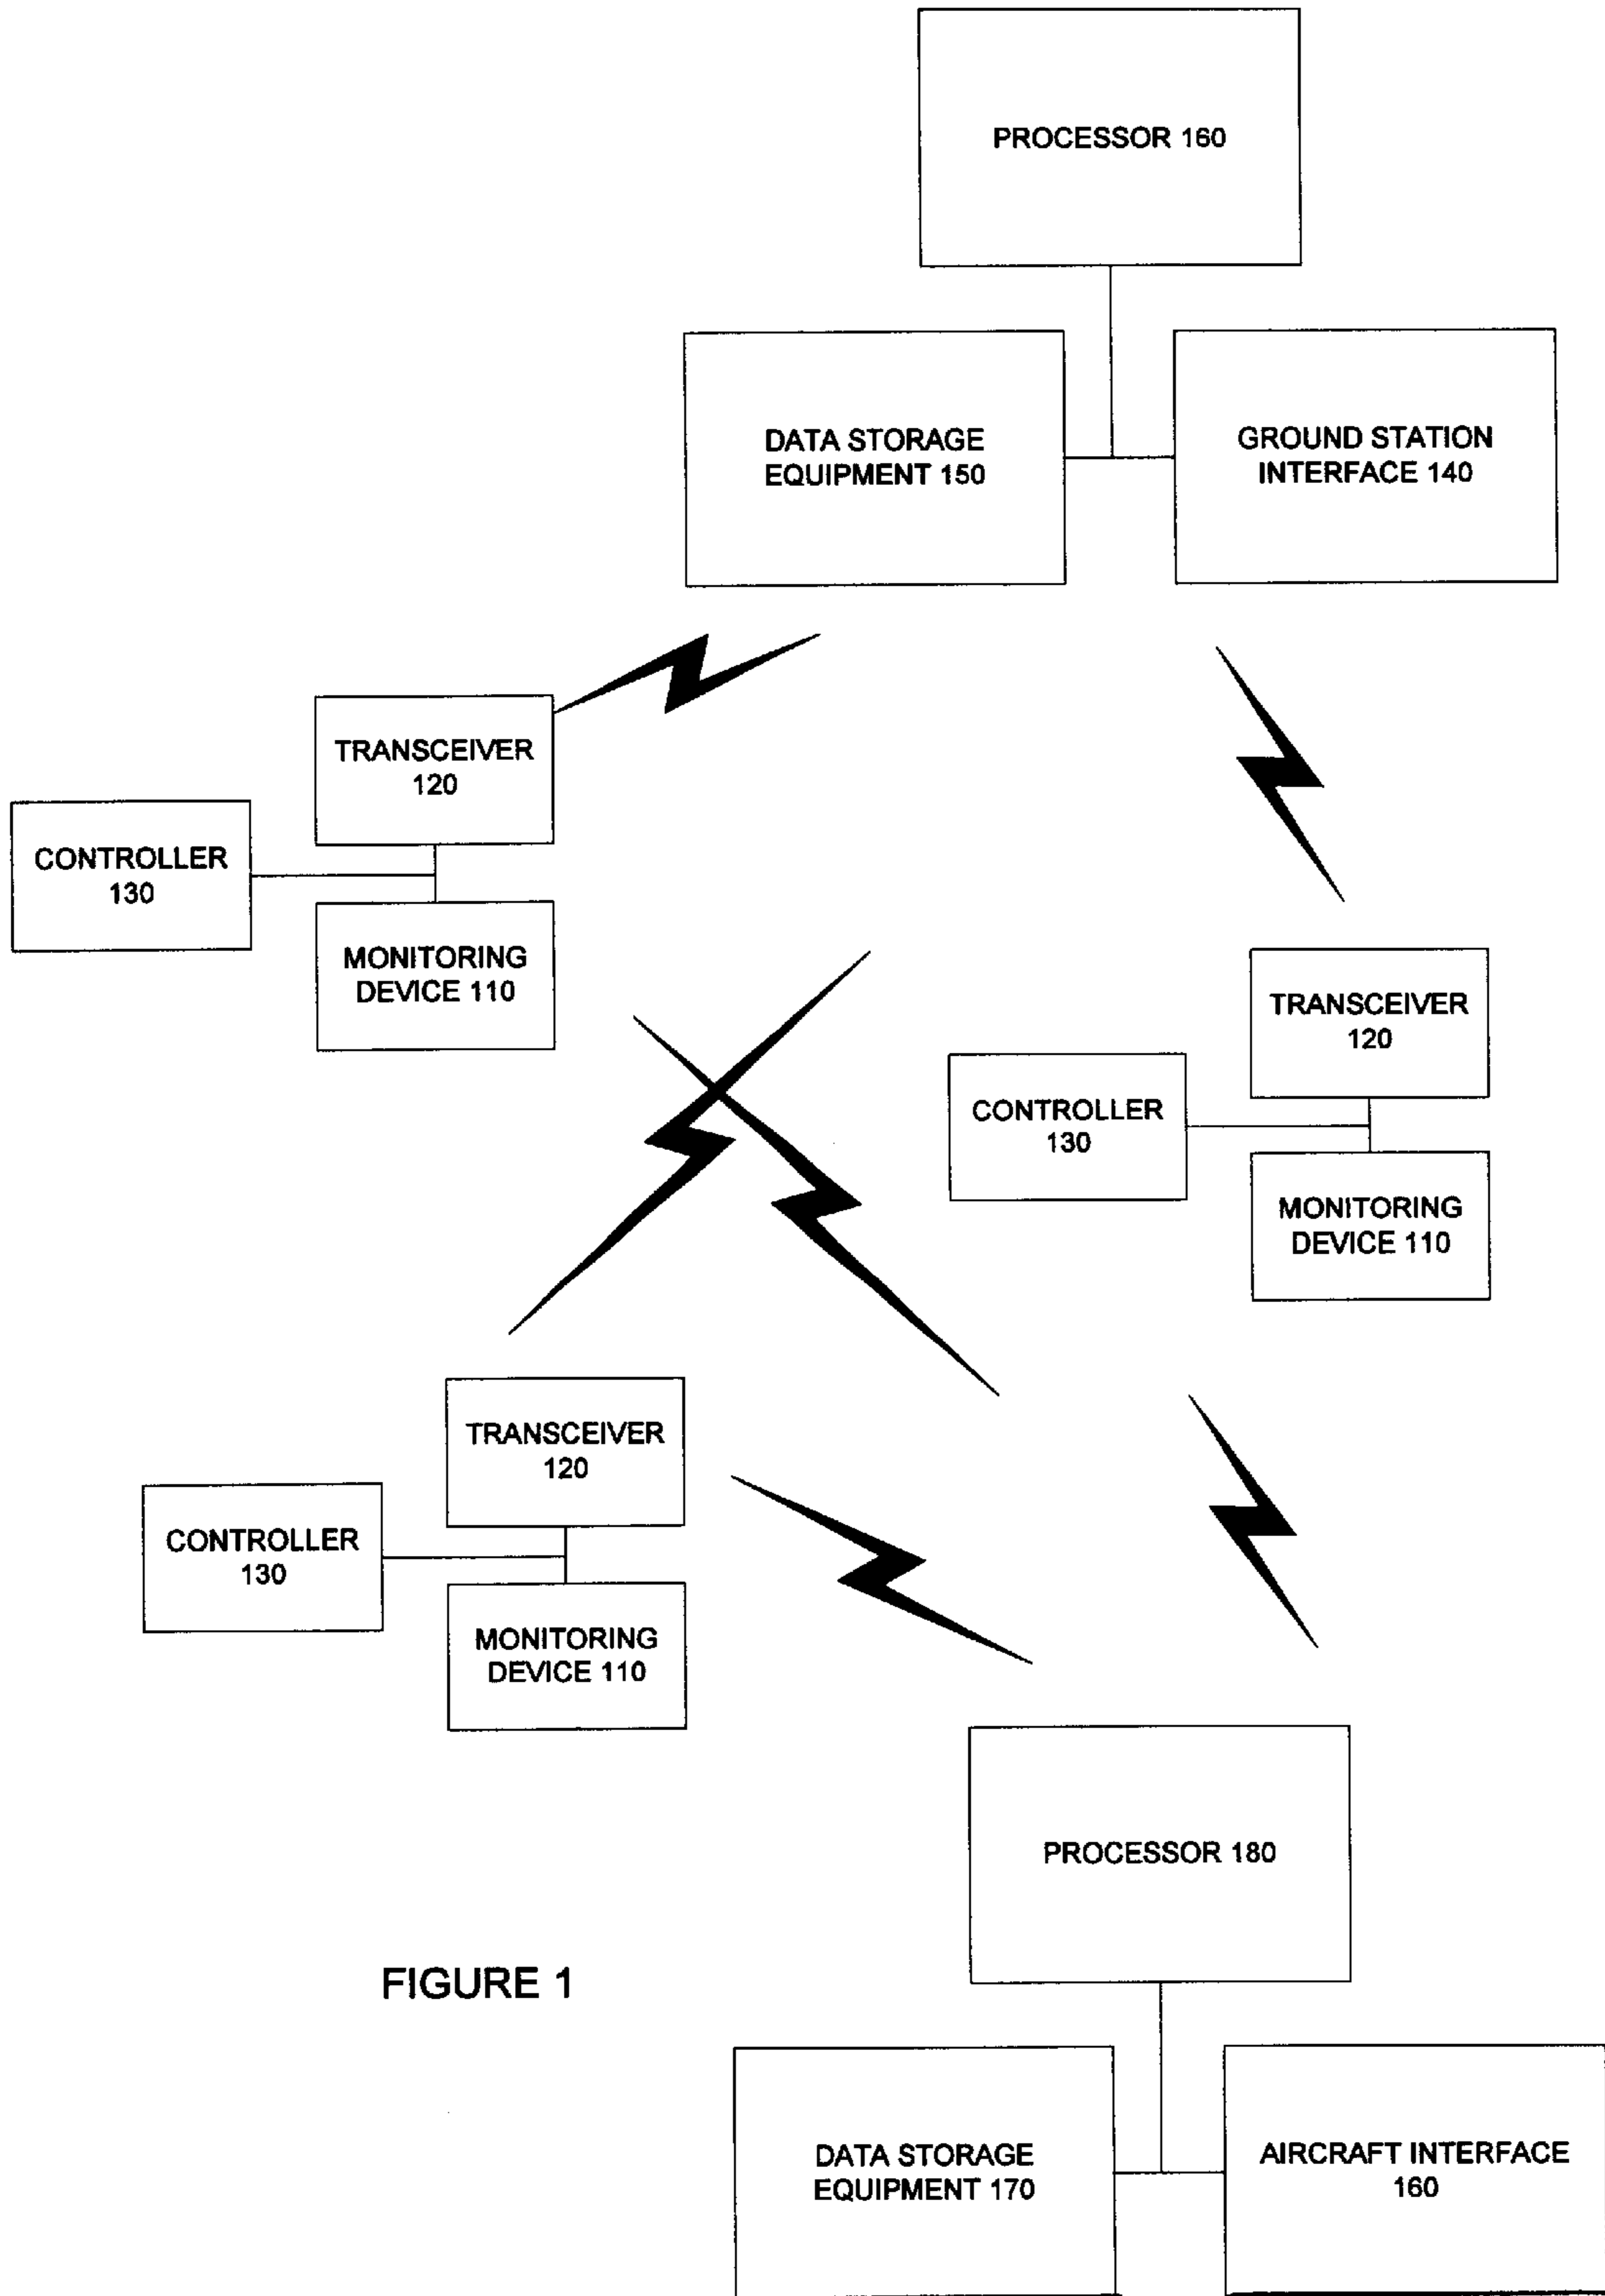 PROCESSOR 160
DATA STORAGE
EQUIPMENT 150
GROUND STATION
INTERFACE 140
TRANSCEIVER
120
CONTROLLER
130
MONITORING
DEVICE 110
TRANSCEIVER
120
CONTROLLER
130
MONITORING
DEVICE 110
TRANSCEIVER
120
CONTROLLER
130
MONITORING
DEVICE 110
PROCESSOR 180
FIGURE 1
DATA STORAGE
EQUIPMENT 170
AIRCRAFT INTERFACE
160